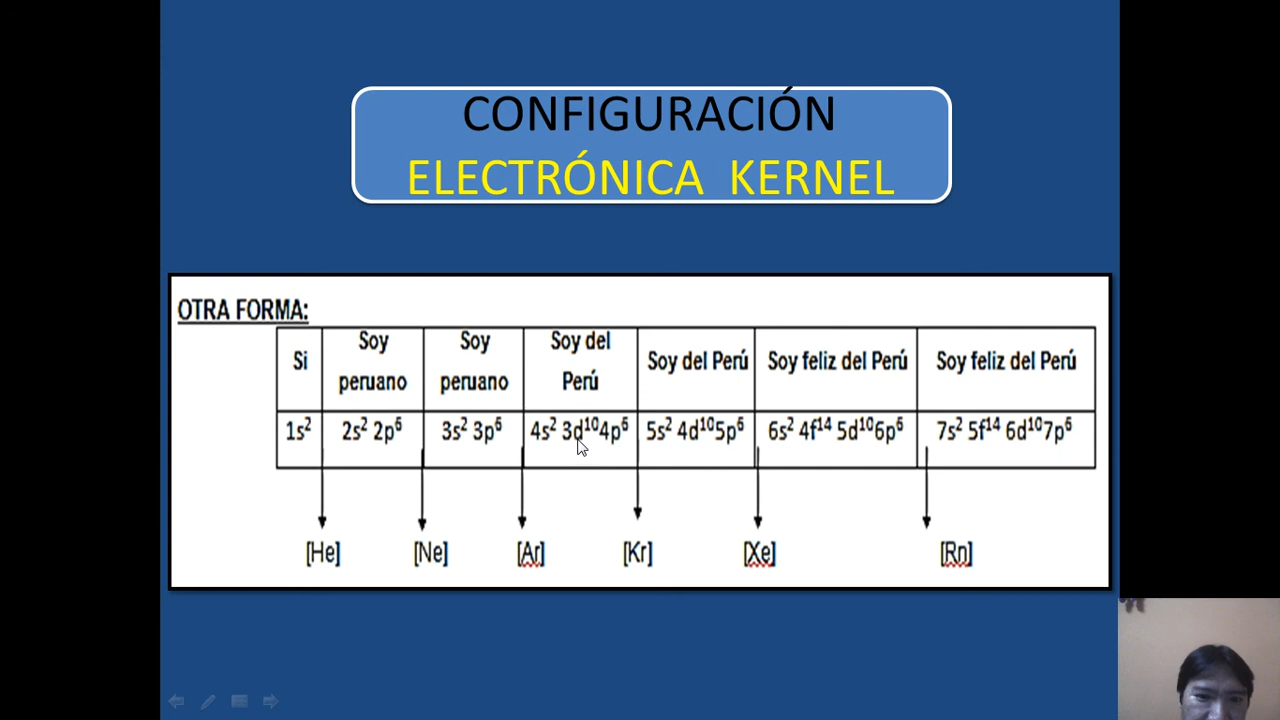 CONFIGURACIÓN
ELECTRÓNICA KERNEL
OTRA FORMA:
Si | Soy peruano | Soy peruano | Soy del Perú | Soy del Perú | Soy feliz del Perú | Soy feliz del Perú
1s² | 2s² 2p⁶ | 3s² 3p⁶ | 4s² 3d¹⁰4p⁶ | 5s² 4d¹⁰5p⁶ | 6s² 4f¹⁴ 5d¹⁰6p⁶ | 7s² 5f¹⁴ 6d¹⁰7p⁶
[He] [Ne] [Ar] [Kr] [Xe] [Rn]